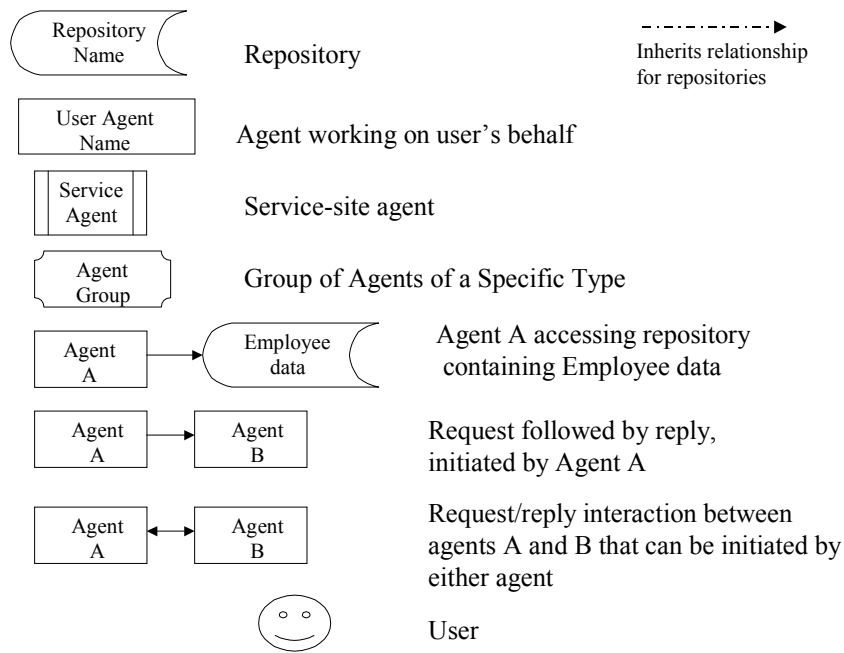 Repository
Name
Repository
Inherits relationship
for repositories
User Agent
Name
Agent working on user’s behalf
Service
Agent
Service-site agent
Agent
Group
Group of Agents of a Specific Type
Agent
A
Employee
data
Agent A accessing repository
containing Employee data
Agent
A
Agent
B
Request followed by reply,
initiated by Agent A
Agent
A
Agent
B
Request/reply interaction between
agents A and B that can be initiated by
either agent
User